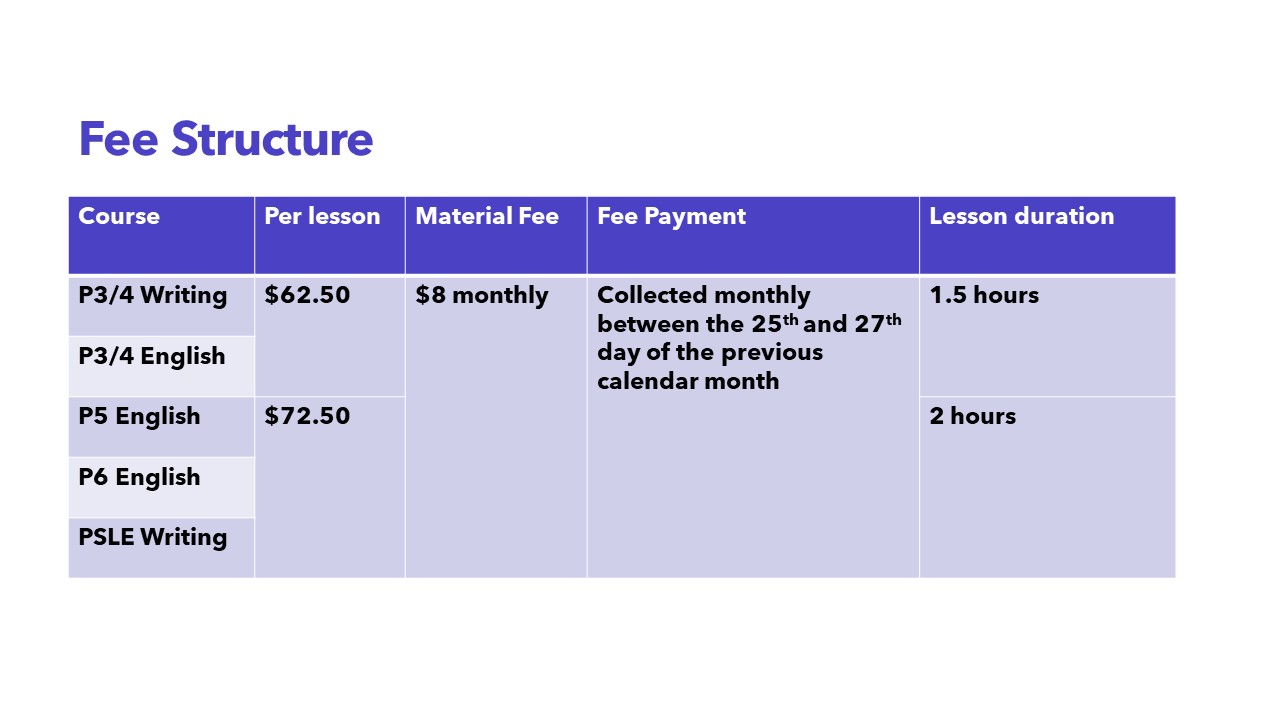 Fee Structure
Course Per lesson Material Fee Fee Payment Lesson duration
P3/4 Writing $62.50 $8 monthly Collected monthly 1.5 hours
between the 25th and 27th
P3/4 English day of the previous
calendar month
P5 English $72.50 2 hours
P6 English
PSLE Writing